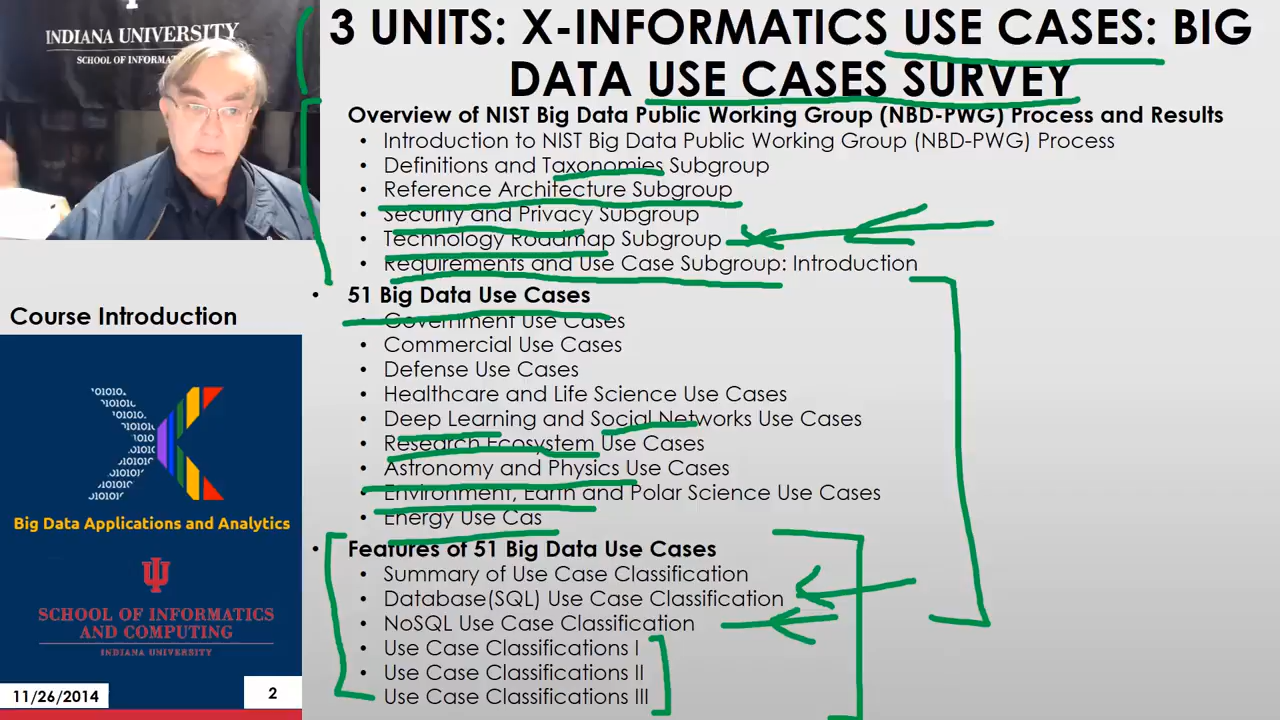 INDIANA UNIVERSITY
SCHOOL OF INFORMA
3 UNITS: X-INFORMATICS USE CASES: BIG
DATA USE CASES SURVEY
Overview of NIST Big Data Public Working Group (NBD-PWG) Process and Results
• Introduction to NIST Big Data Public Working Group (NBD-PWG) Process
• Definitions and Taxonomies Subgroup
• Reference Architecture Subgroup
• Security and Privacy Subgroup
• Technology Roadmap Subgroup
• Requirements and Use Case Subgroup: Introduction
• 51 Big Data Use Cases
• Government Use Cases
• Commercial Use Cases
• Defense Use Cases
• Healthcare and Life Science Use Cases
• Deep Learning and Social Networks Use Cases
• Research Ecosystem Use Cases
• Astronomy and Physics Use Cases
• Environment, Earth and Polar Science Use Cases
• Energy Use Cas
• Features of 51 Big Data Use Cases
• Summary of Use Case Classification
• Database(SQL) Use Case Classification
• NoSQL Use Case Classification
• Use Case Classifications I
• Use Case Classifications II
• Use Case Classifications III
Course Introduction
Big Data Applications and Analytics
SCHOOL OF INFORMATICS
AND COMPUTING
INDIANA UNIVERSITY
11/26/2014
2